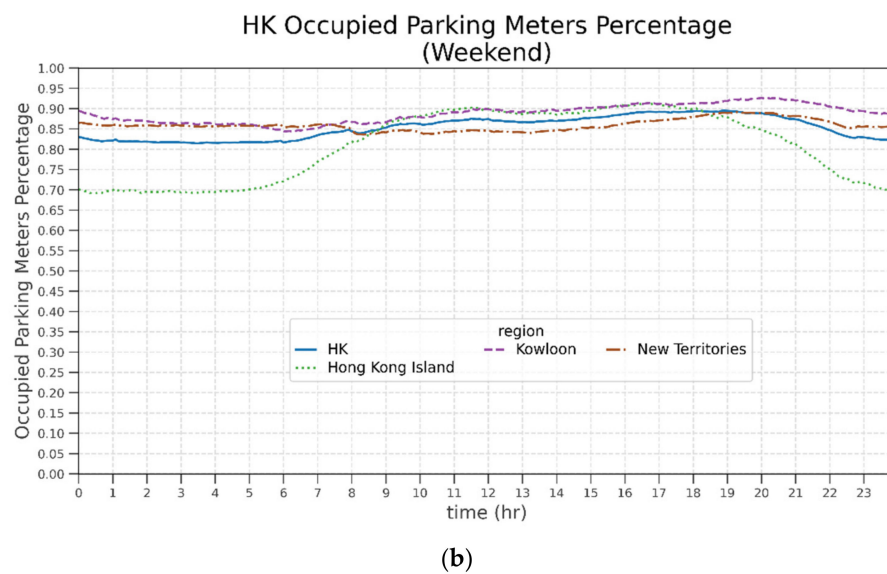 HK Occupied Parking Meters Percentage
(Weekend)
Occupied Parking Meters Percentage
1.00
0.95
0.90
0.85
0.80
0.75
0.70
0.65
0.60
0.55
0.50
0.45
0.40
0.35
0.30
0.25
0.20
0.15
0.10
0.05
0.00
region
HK Kowloon New Territories
Hong Kong Island
0 1 2 3 4 5 6 7 8 9 10 11 12 13 14 15 16 17 18 19 20 21 22 23
time (hr)
(b)